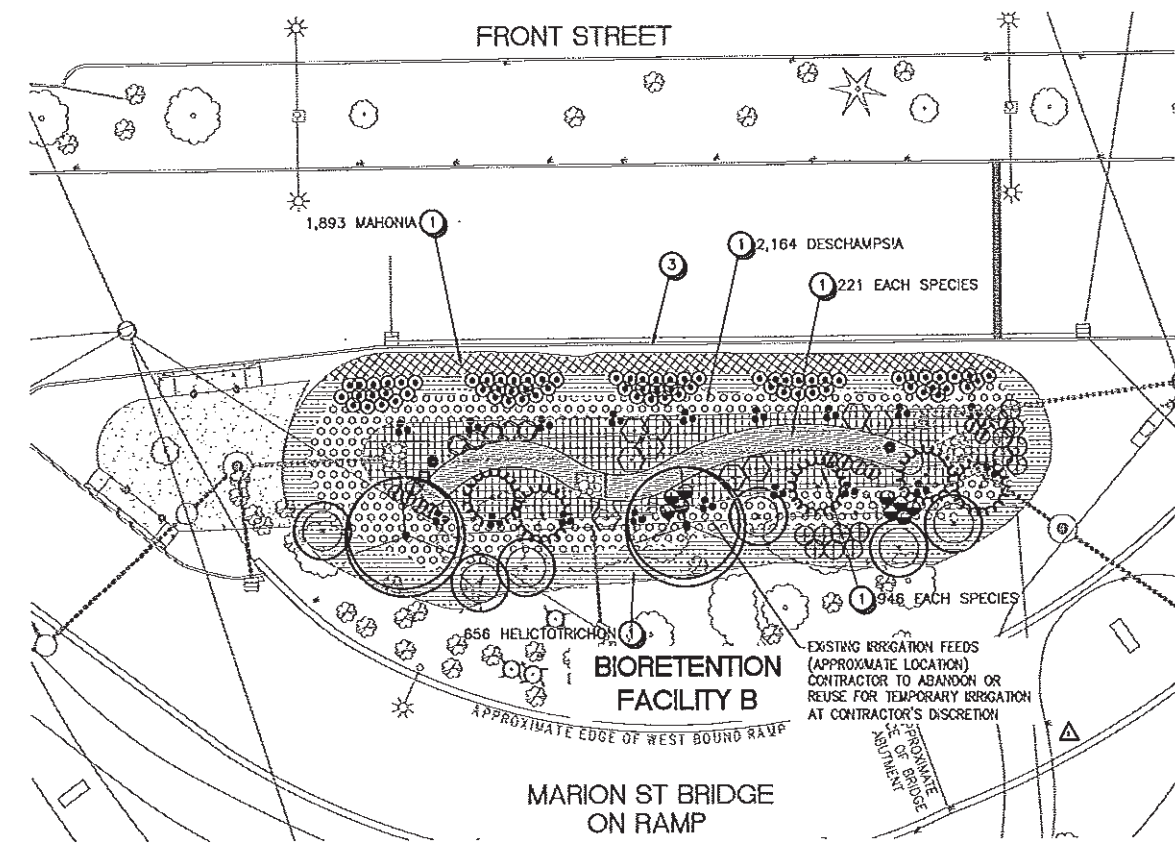 FRONT STREET
1,893 MAHONIA 1
1 2,164 DESCHAMPSIA
3
1 221 EACH SPECIES
1 946 EACH SPECIES
656 HELICTOTRICHON
BIORETENTION
FACILITY B
EXISTING IRRIGATION FEEDS
(APPROXIMATE LOCATION)
CONTRACTOR TO ABANDON OR
REUSE FOR TEMPORARY IRRIGATION
AT CONTRACTOR'S DISCRETION
APPROXIMATE EDGE OF WEST BOUND RAMP
OF BRIDGE
ABUTMENT
MARION ST BRIDGE
ON RAMP